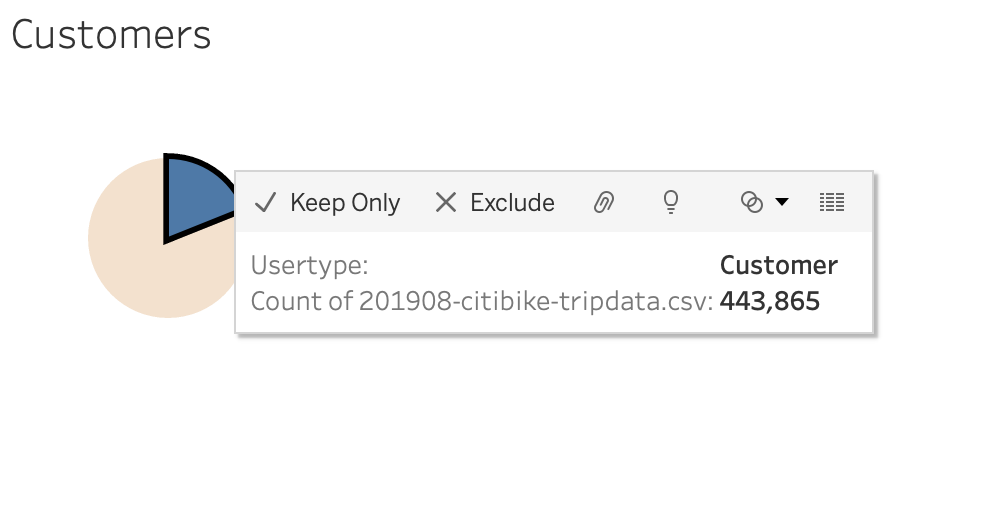 Customers
Keep Only Exclude
Usertype: Customer
Count of 201908-citibike-tripdata.csv: 443,865